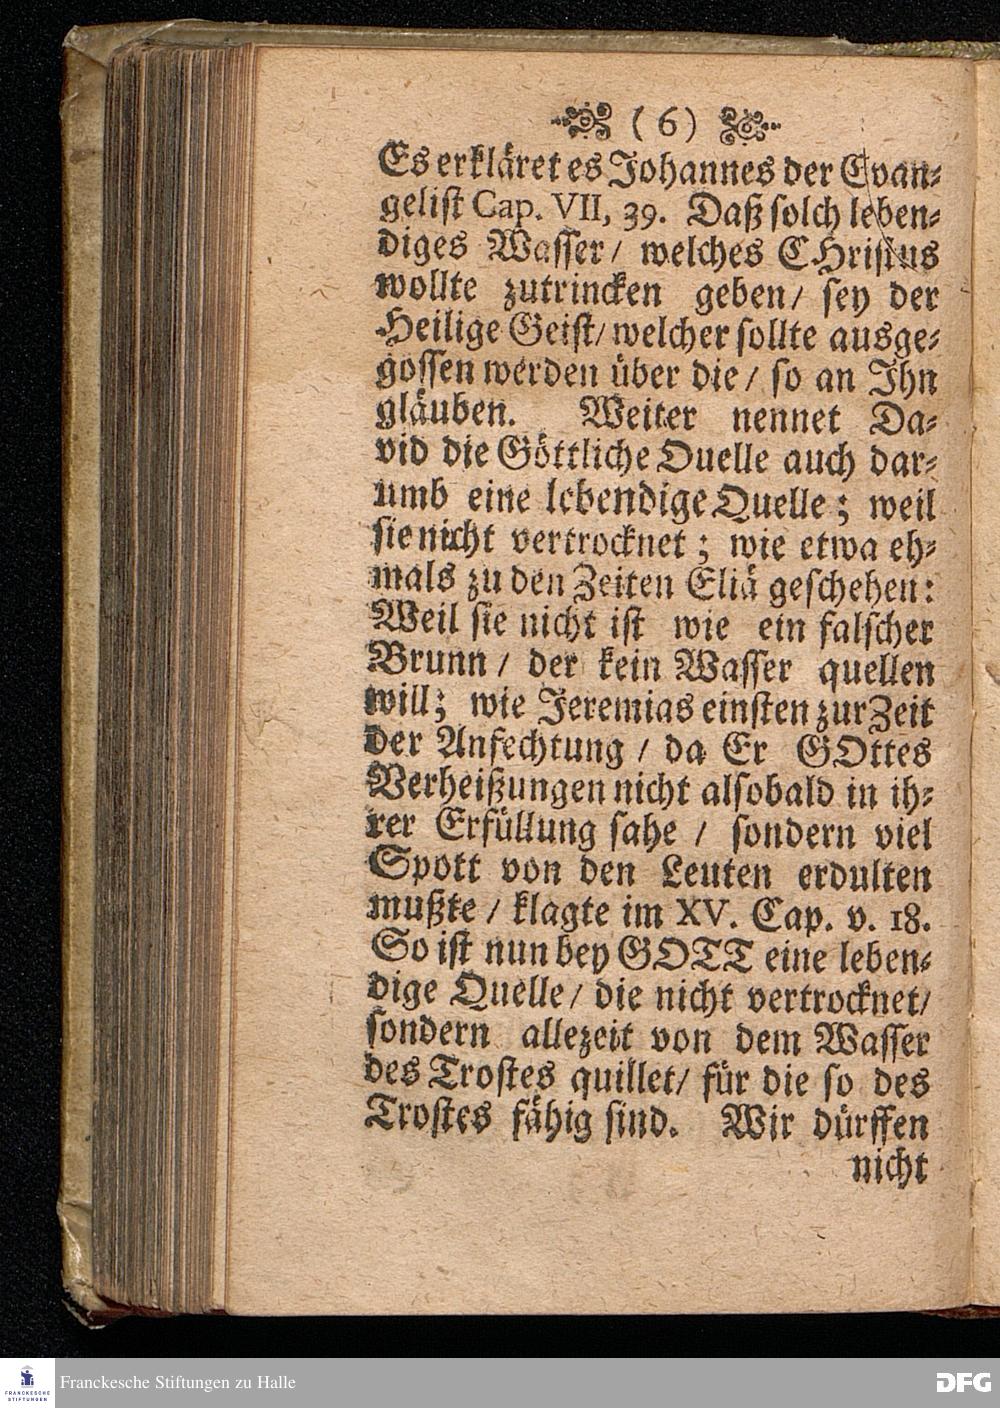 (6)
Es erkläret es Johannes der Evan⸗
gelist Cap. VII, 39. Daß solch leben⸗
diges Wasser / welches CHristus
wollte zutrincken geben / sey der
Heilige Geist / welcher sollte ausge⸗
gossen werden über die / so an Ihn
gläuben. Weiter nennet Da⸗
vid die Göttliche Quelle auch dar⸗
umb eine lebendige Quelle; weil
sie nicht vertrocknet; wie etwa eh⸗
mals zu den Zeiten Eliä geschehen:
Weil sie nicht ist wie ein falscher
Brunn / der kein Wasser quellen
will; wie Jeremias einsten zur Zeit
der Anfechtung / da Er GOttes
Verheißungen nicht alsobald in ih⸗
rer Erfüllung sahe / sondern viel
Spott von den Leuten erdulten
mußte / klagte im XV. Cap. v. 18.
So ist nun bey GOTT eine leben⸗
dige Quelle / die nicht vertrocknet /
sondern allezeit von dem Wasser
des Trostes quillet / für die so des
Trostes fähig sind. Wir dürffen
nicht
FRANCKESCHE
STIFTUNGEN
Franckesche Stiftungen zu Halle
DFG